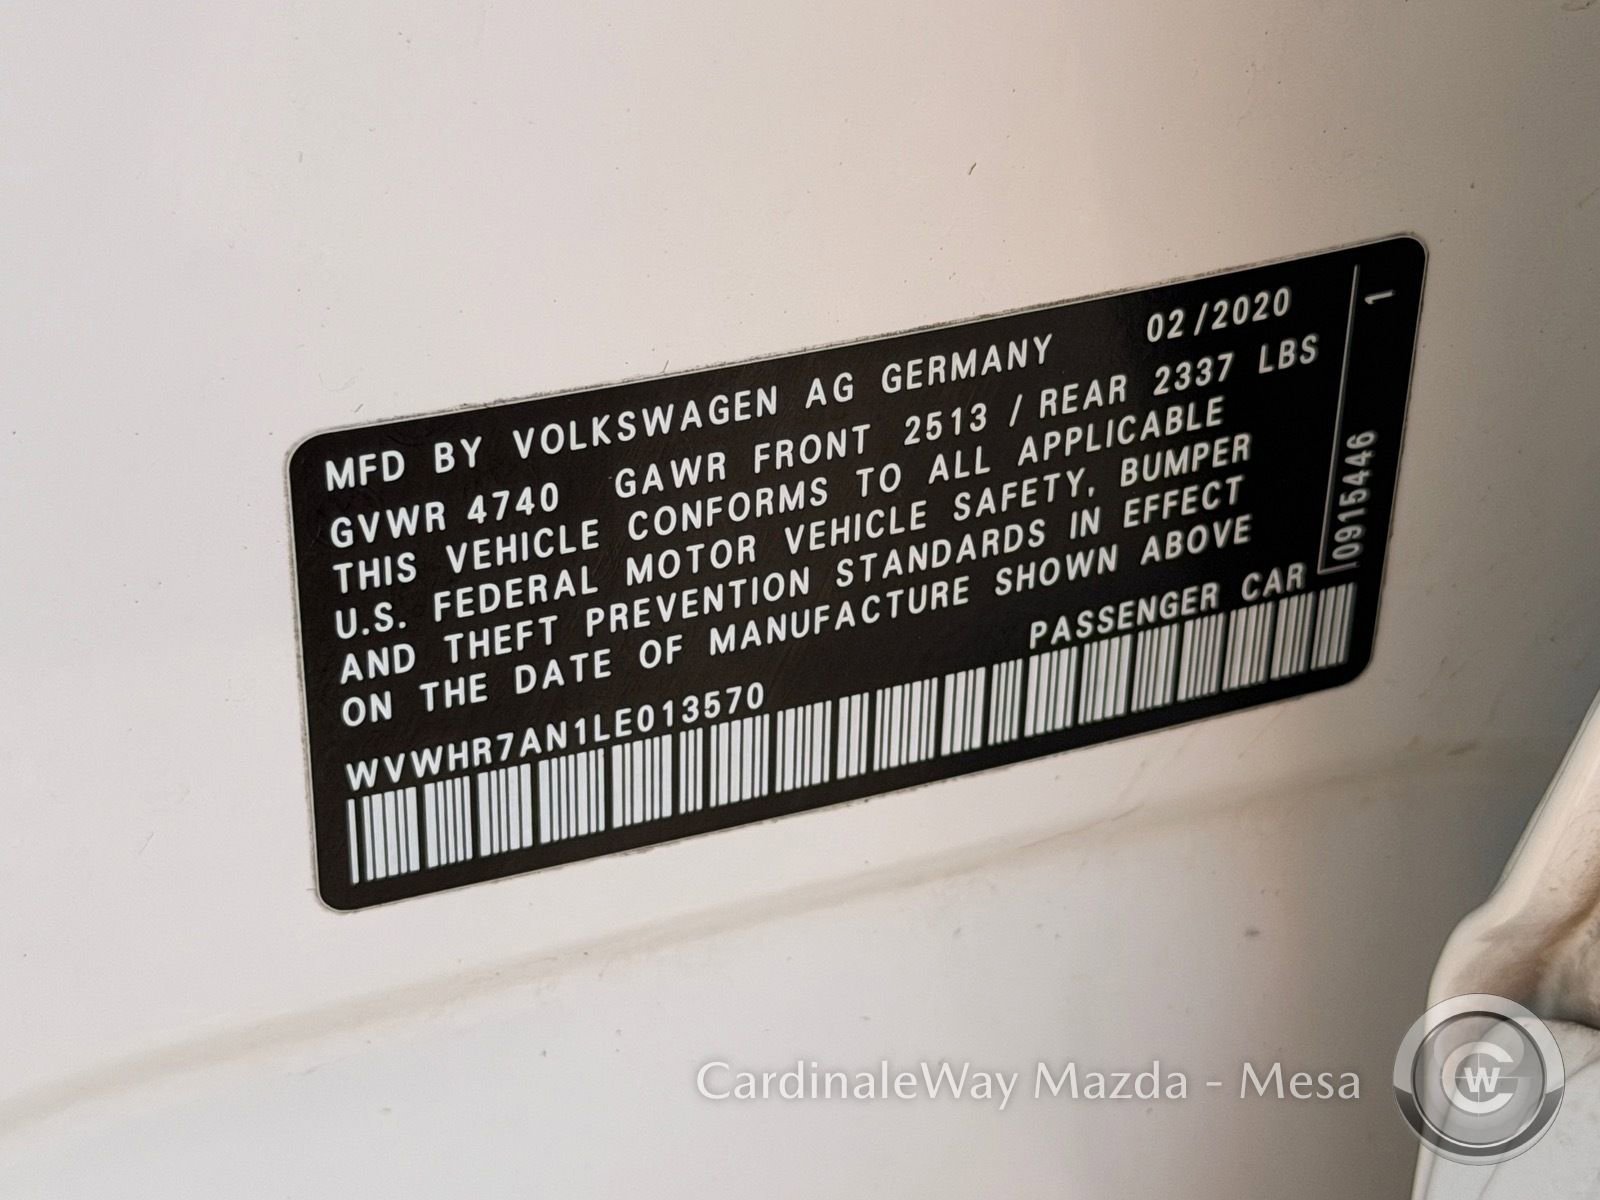 MFD BY VOLKSWAGEN AG GERMANY 02/2020
GVWR 4740 GAWR FRONT 2513 / REAR 2337 LBS
THIS VEHICLE CONFORMS TO ALL APPLICABLE
U.S. FEDERAL MOTOR VEHICLE SAFETY, BUMPER
AND THEFT PREVENTION STANDARDS IN EFFECT
ON THE DATE OF MANUFACTURE SHOWN ABOVE
PASSENGER CAR
WVWHR7AN1LE013570
0915446 1
CardinaleWay Mazda - Mesa
CW